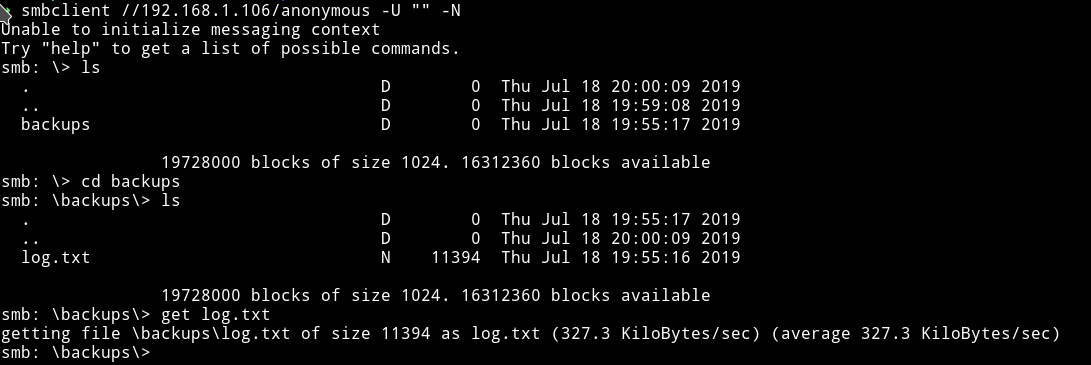 smbclient //192.168.1.106/anonymous -U "" -N
Unable to initialize messaging context
Try "help" to get a list of possible commands.
smb: \> ls
  .                                   D        0  Thu Jul 18 20:00:09 2019
  ..                                  D        0  Thu Jul 18 19:59:08 2019
  backups                             D        0  Thu Jul 18 19:55:17 2019
                19728000 blocks of size 1024. 16312360 blocks available
smb: \> cd backups
smb: \backups\> ls
  .                                   D        0  Thu Jul 18 19:55:17 2019
  ..                                  D        0  Thu Jul 18 20:00:09 2019
  log.txt                             N    11394  Thu Jul 18 19:55:16 2019
                19728000 blocks of size 1024. 16312360 blocks available
smb: \backups\> get log.txt
getting file \backups\log.txt of size 11394 as log.txt (327.3 KiloBytes/sec) (average 327.3 KiloBytes/sec)
smb: \backups\>